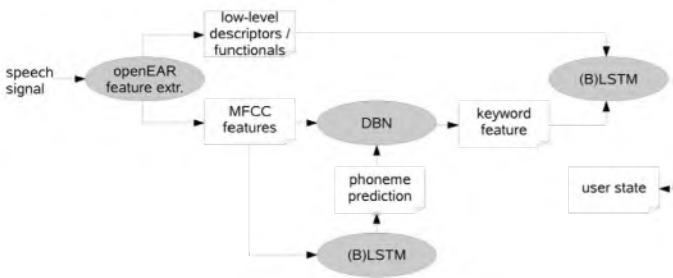 low-level
descriptors /
functionals
speech
signal
openEAR
feature extr.
(B)LSTM
MFCC
features
DBN
keyword
feature
phoneme
prediction
user state
(B)LSTM